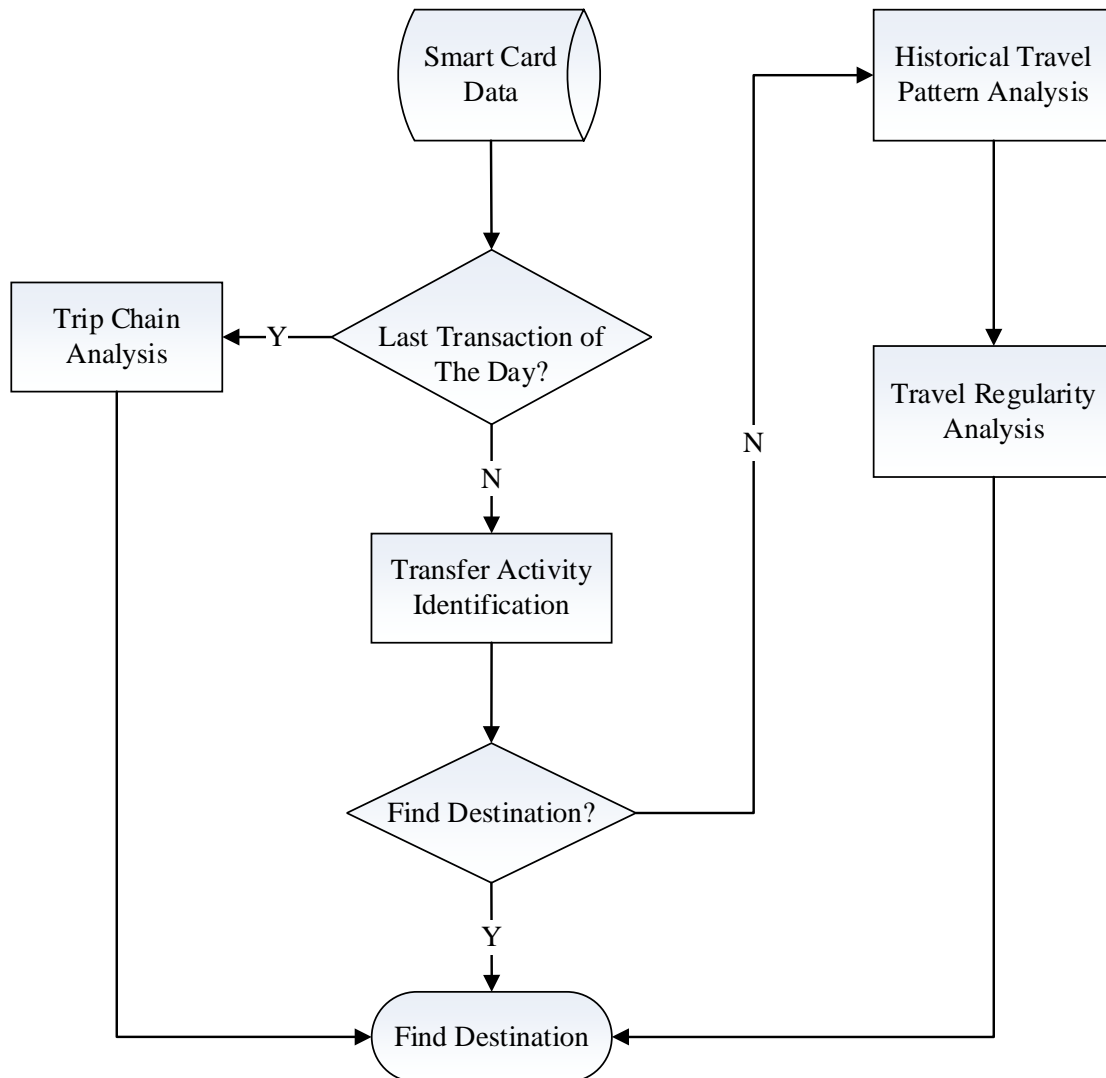 Smart Card
Data
Historical Travel
Pattern Analysis
Trip Chain
Analysis
Y
Last Transaction of
The Day?
Travel Regularity
Analysis
N
N
Transfer Activity
Identification
Find Destination?
Y
Find Destination